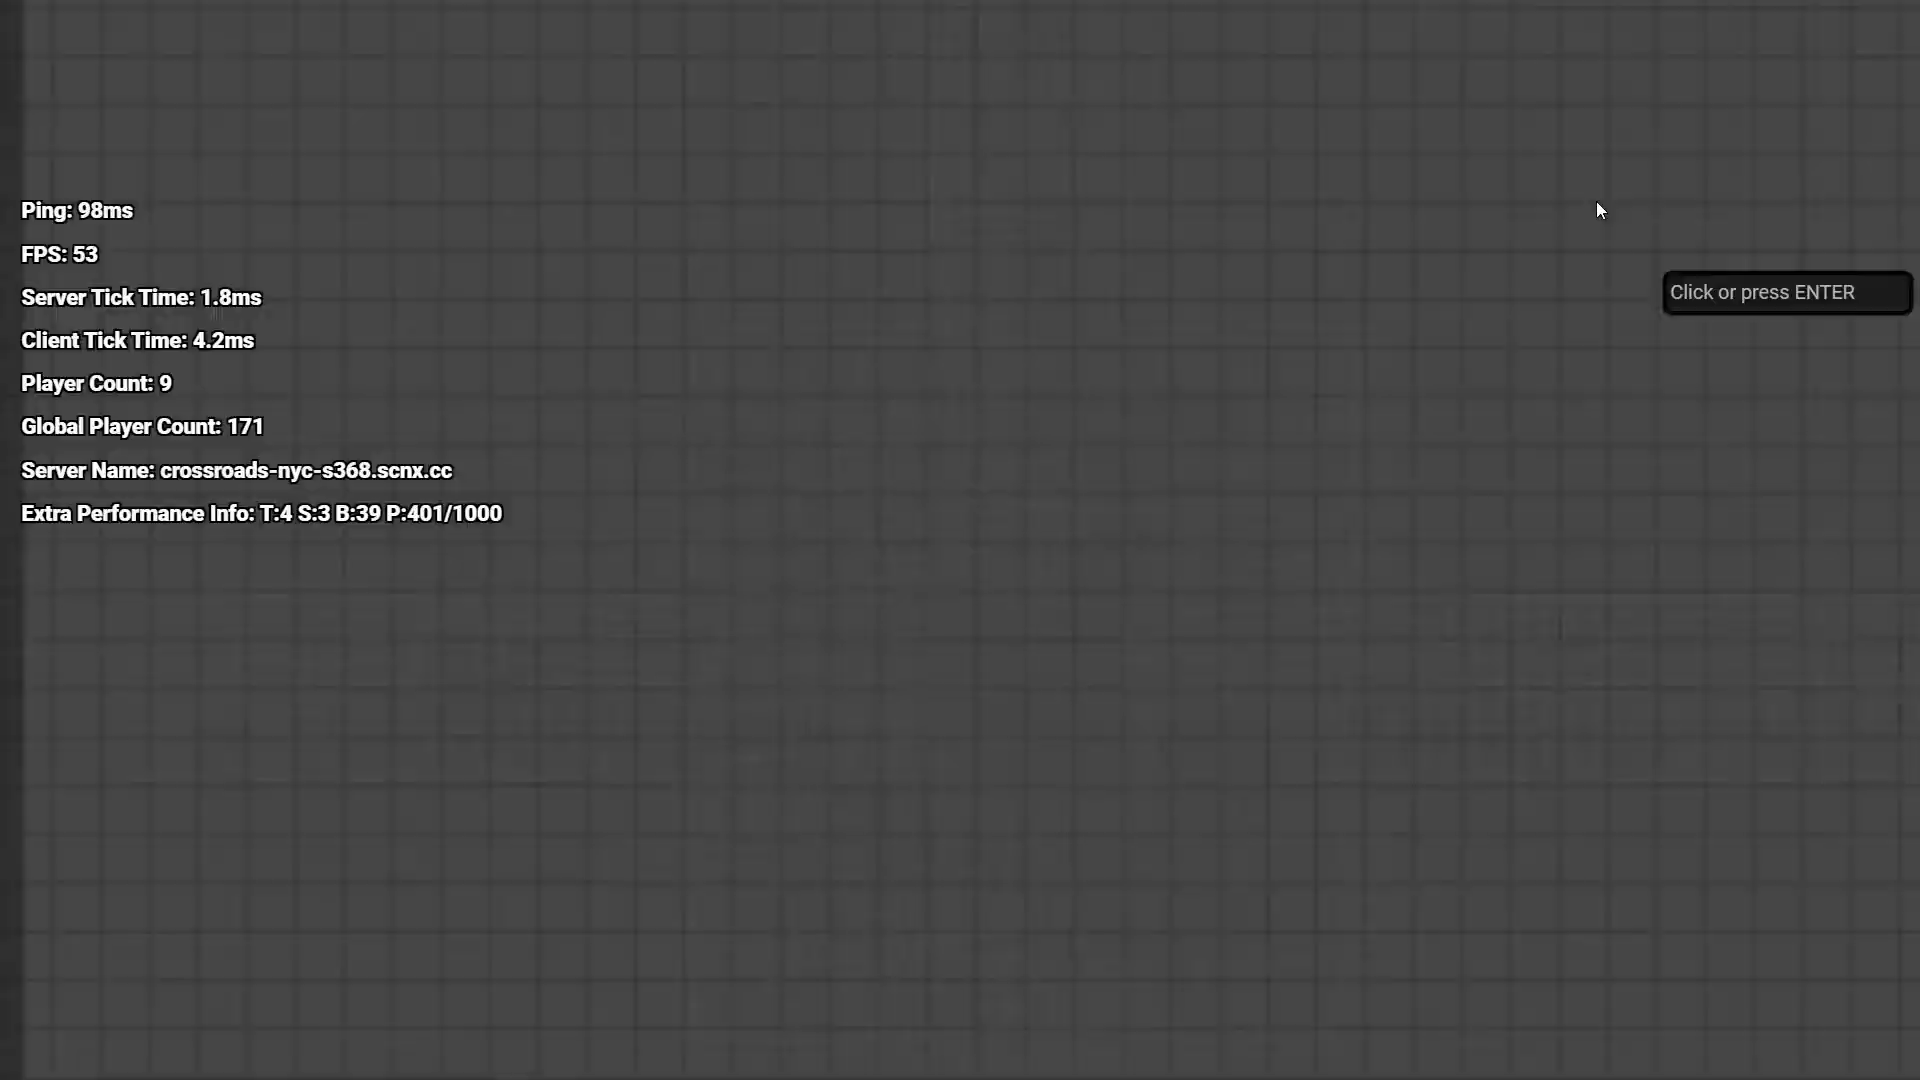 Ping: 98ms
FPS: 53
Click or press ENTER
Server Tick Time: 1.8ms
Client Tick Time: 4.2ms
Player Count: 9
Global Player Count: 171
Server Name: crossroads-nyc-s368.scnx.cc
Extra Performance Info: T:4 S:3 B:39 P:401/1000